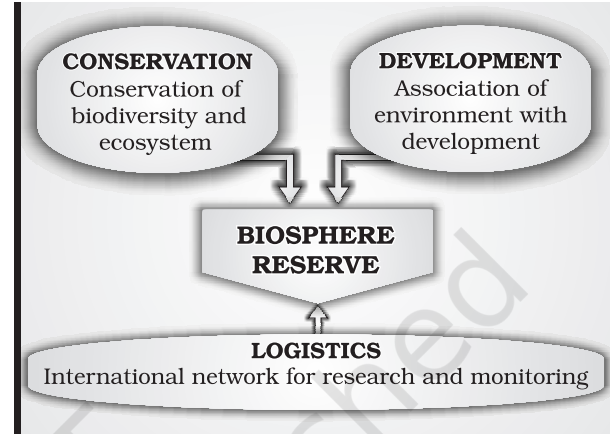 CONSERVATION
Conservation of
biodiversity and
ecosystem
DEVELOPMENT
Association of
environment with
development
BIOSPHERE
RESERVE
LOGISTICS
International network for research and monitoring